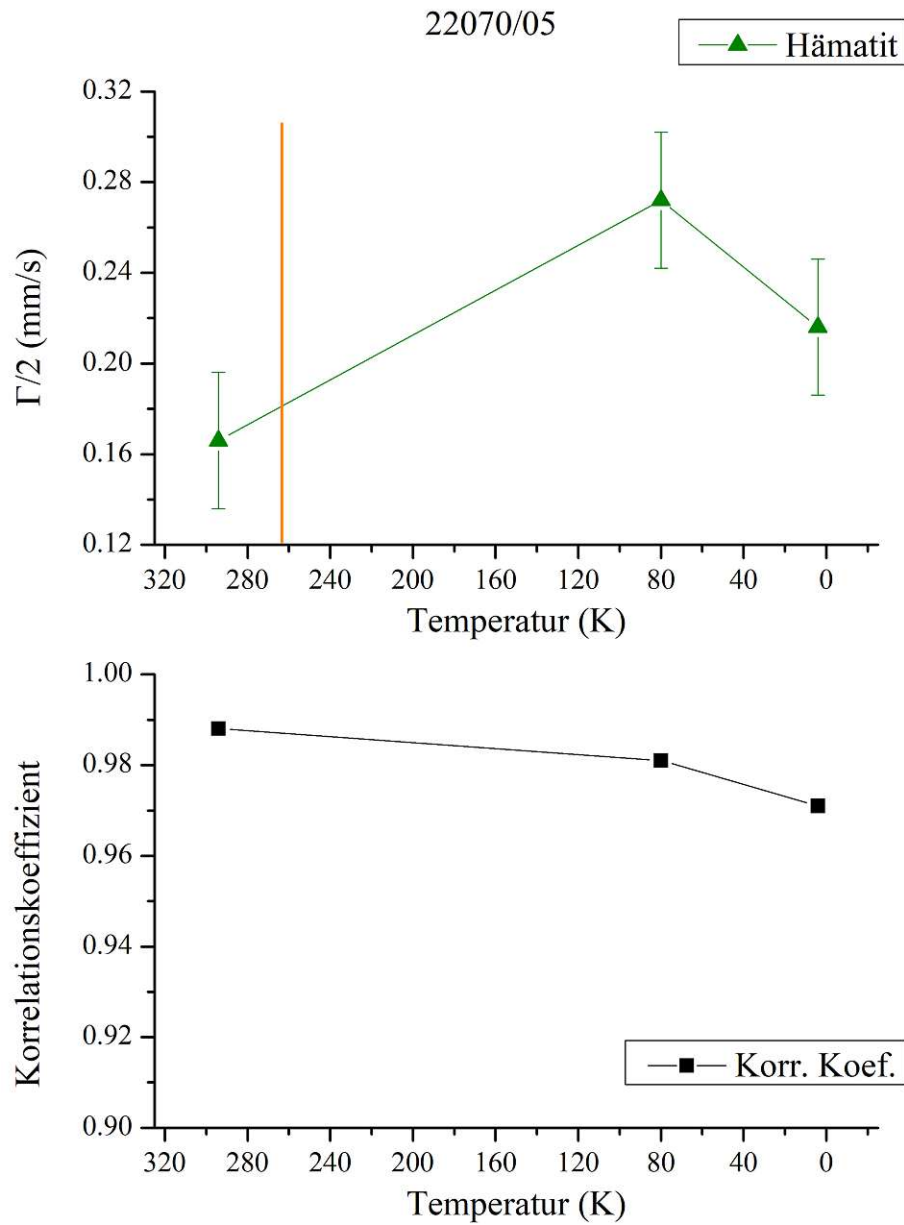 22070/05
Hämatit
0.32
0.28
0.24
0.20
0.16
0.12
Γ/2 (mm/s)
320 280 240 200 160 120 80 40 0
Temperatur (K)
1.00
0.98
0.96
0.94
0.92
0.90
Korrelationskoeffizient
Korr. Koef.
320 280 240 200 160 120 80 40 0
Temperatur (K)